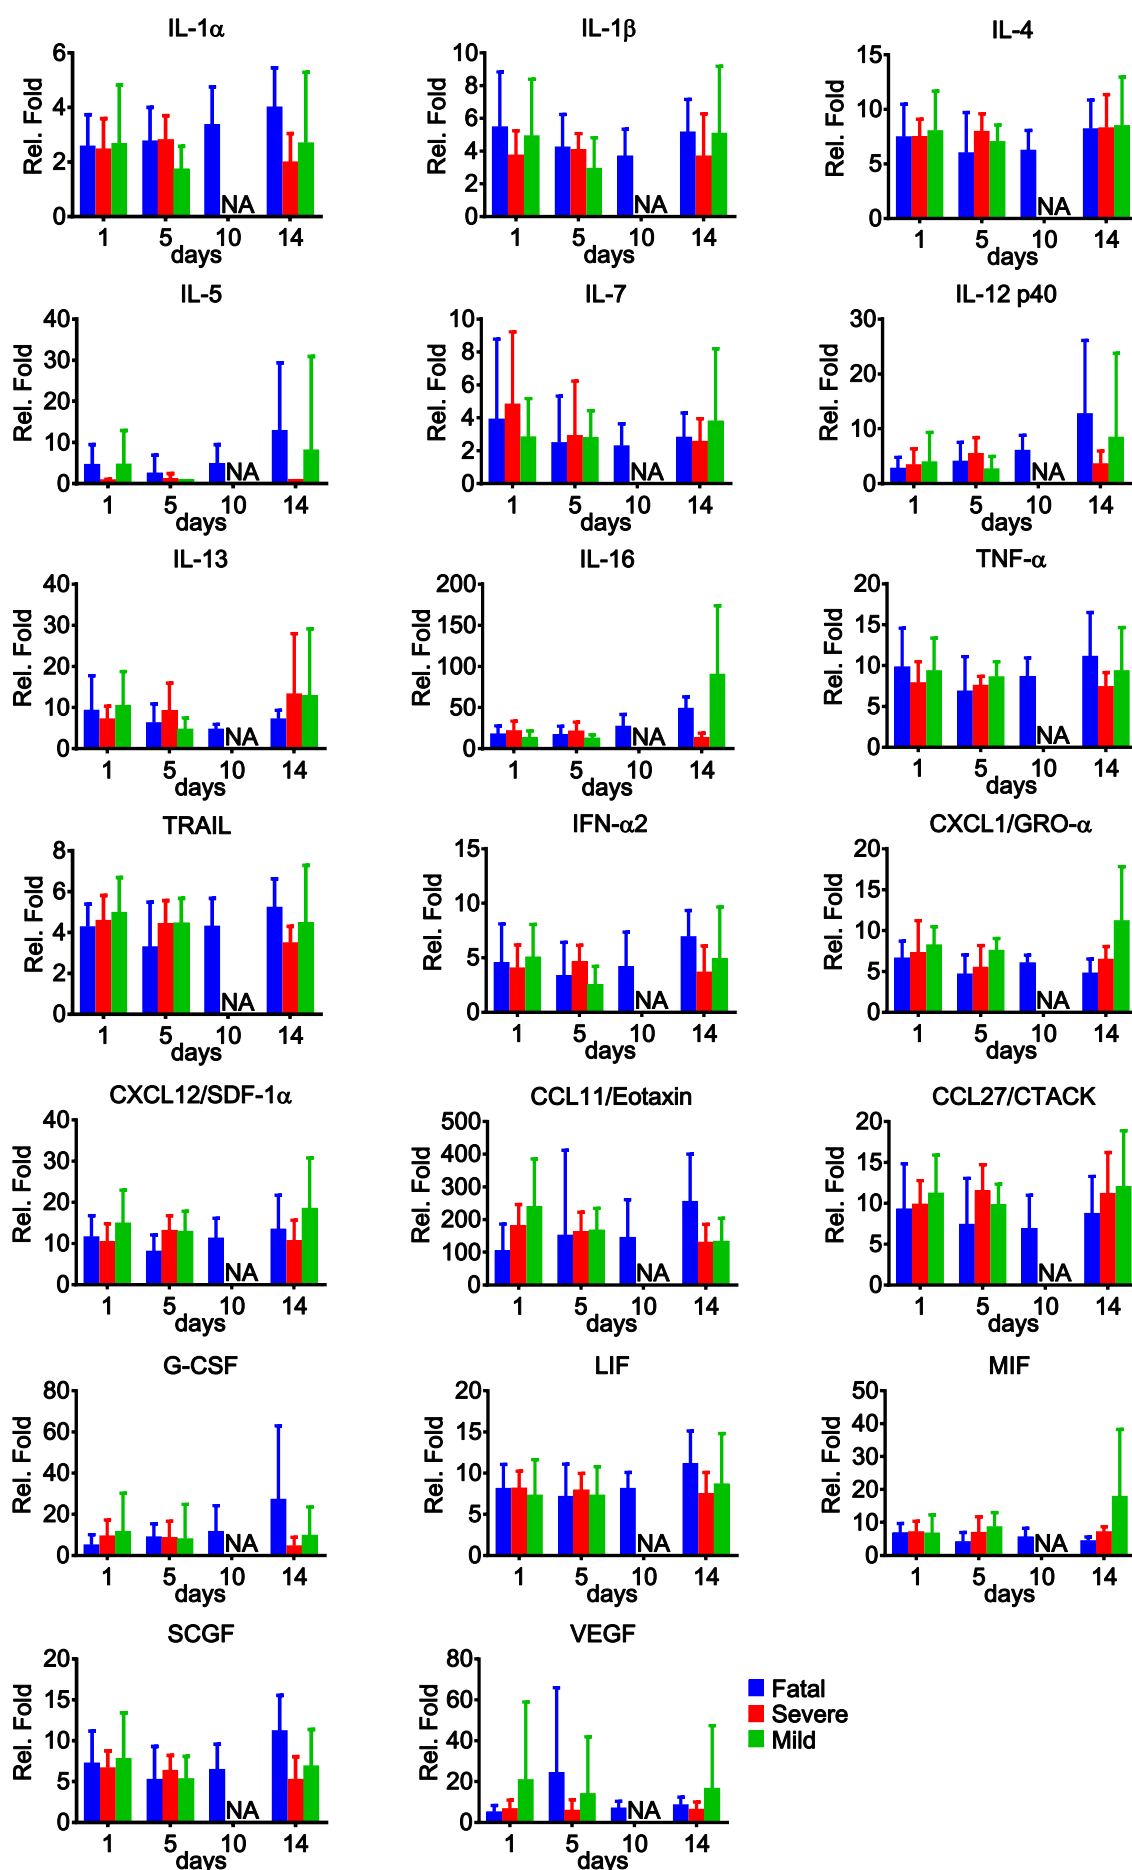 IL-1α
Rel. Fold
6
4
2
0
NA
1 5 10 14
days
IL-1β
Rel. Fold
10
8
6
4
2
0
NA
1 5 10 14
days
IL-4
Rel. Fold
15
10
5
0
NA
1 5 10 14
days
IL-5
Rel. Fold
40
30
20
10
0
NA
1 5 10 14
days
IL-7
Rel. Fold
10
8
6
4
2
0
NA
1 5 10 14
days
IL-12 p40
Rel. Fold
30
20
10
0
NA
1 5 10 14
days
IL-13
Rel. Fold
40
30
20
10
0
NA
1 5 10 14
days
IL-16
Rel. Fold
200
150
100
50
0
NA
1 5 10 14
days
TNF-α
Rel. Fold
20
15
10
5
0
NA
1 5 10 14
days
TRAIL
Rel. Fold
8
6
4
2
0
NA
1 5 10 14
days
IFN-α2
Rel. Fold
15
10
5
0
NA
1 5 10 14
days
CXCL1/GRO-α
Rel. Fold
20
15
10
5
0
NA
1 5 10 14
days
CXCL12/SDF-1α
Rel. Fold
40
30
20
10
0
NA
1 5 10 14
days
CCL11/Eotaxin
Rel. Fold
500
400
300
200
100
0
NA
1 5 10 14
days
CCL27/CTACK
Rel. Fold
20
15
10
5
0
NA
1 5 10 14
days
G-CSF
Rel. Fold
80
60
40
20
0
NA
1 5 10 14
days
LIF
Rel. Fold
20
15
10
5
0
NA
1 5 10 14
days
MIF
Rel. Fold
50
40
30
20
10
0
NA
1 5 10 14
days
SCGF
Rel. Fold
20
15
10
5
0
NA
1 5 10 14
days
VEGF
Rel. Fold
80
60
40
20
0
NA
1 5 10 14
days
Fatal
Severe
Mild